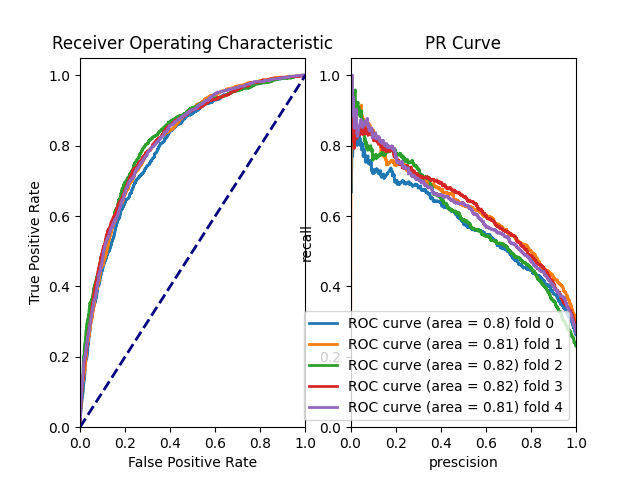 Receiver Operating Characteristic
PR Curve
1.0
0.8
0.6
0.4
0.2
0.0
True Positive Rate
0.0 0.2 0.4 0.6 0.8 1.0
False Positive Rate
1.0
0.8
0.6
0.4
0.2
0.0
recall
ROC curve (area = 0.8) fold 0
ROC curve (area = 0.81) fold 1
ROC curve (area = 0.82) fold 2
ROC curve (area = 0.82) fold 3
ROC curve (area = 0.81) fold 4
0.0 0.2 0.4 0.6 0.8 1.0
prescision